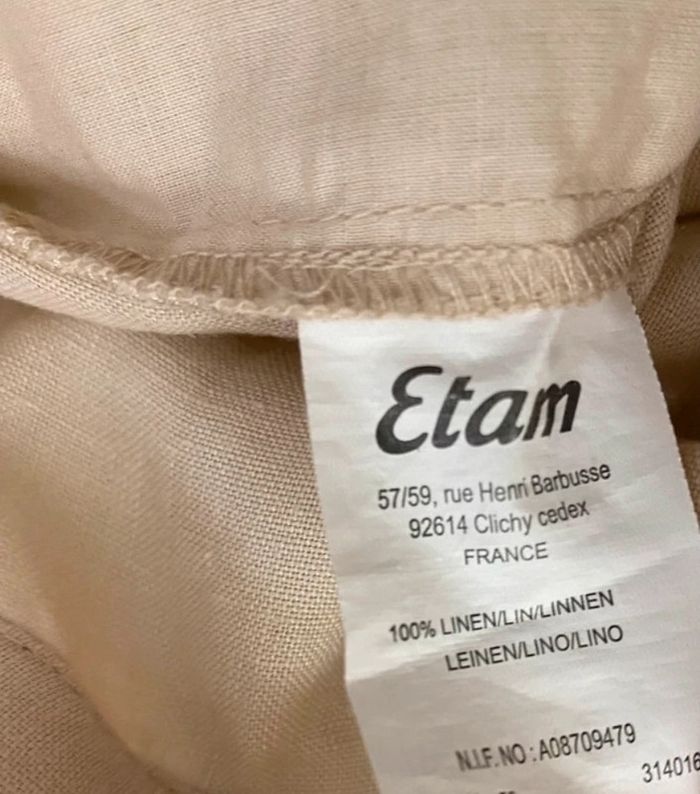 Etam
57/59, rue Henri Barbusse
92614 Clichy cedex
FRANCE
100% LINEN/LIN/LINNEN
LEINEN/LINO/LINO
N.I.F. NO : A08709479
314016